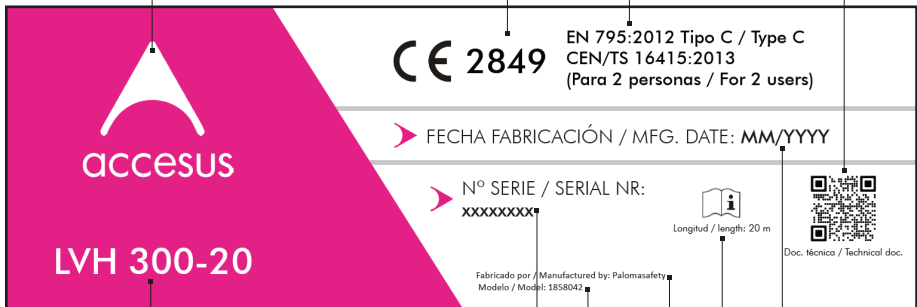 accesus
LVH 300-20
CE 2849
EN 795:2012 Tipo C / Type C
CEN/TS 16415:2013
(Para 2 personas / For 2 users)
FECHA FABRICACIÓN / MFG. DATE: MM/YYYY
Nº SERIE / SERIAL NR:
xxxxxxxx
i
Longitud / length: 20 m
Doc. técnica / Technical doc.
Fabricado por / Manufactured by: Palomasafety
Modelo / Model: 1858042